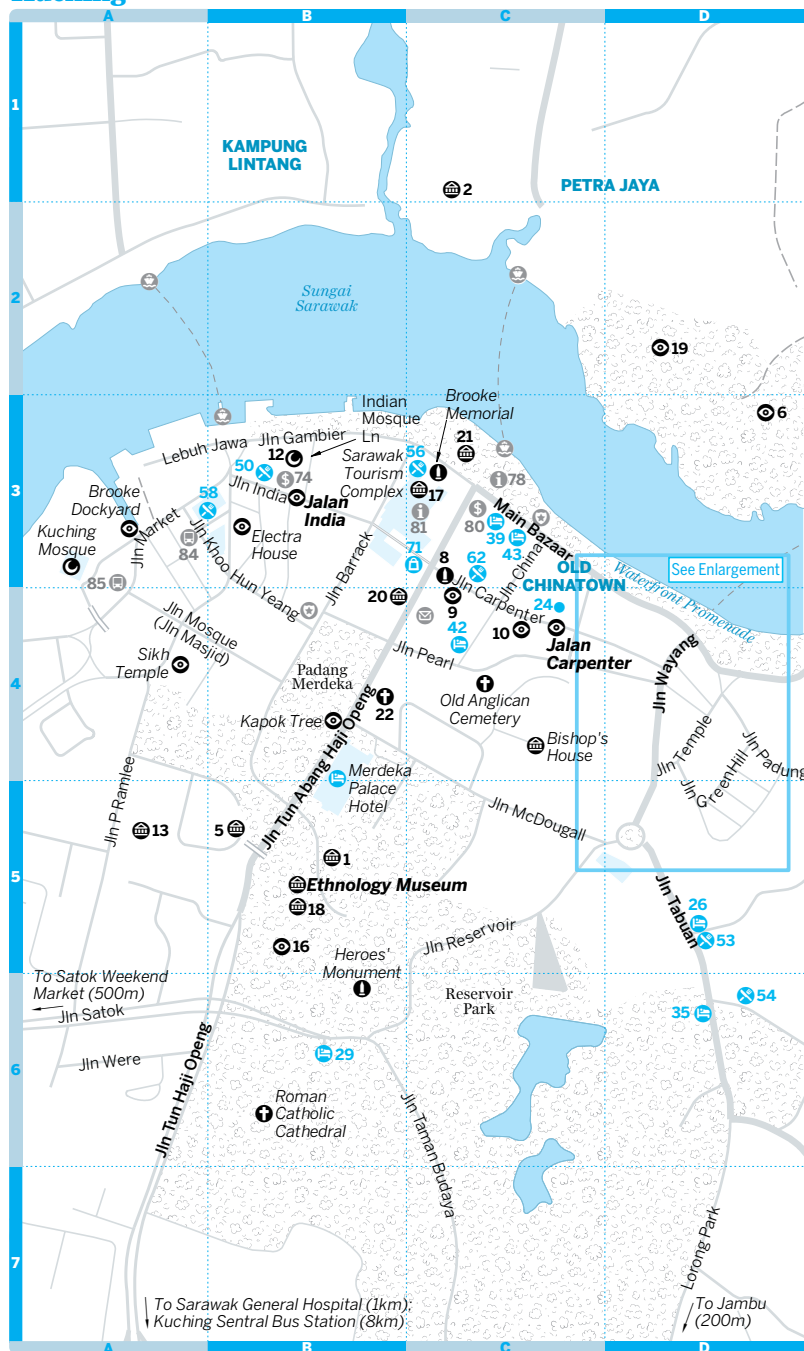 A
B
C
D
1
KAMPUNG
LINTANG
2
PETRA JAYA
2
Sungai
Sarawak
19
6
Indian
Mosque
Ln
Brooke
Memorial
Lebuh Jawa
Jln Gambier
12
56
21
Sarawak
Tourism
Complex
50
74
78
3
Jln India
Jalan
India
17
Brooke
Dockyard
58
81
80
Main Bazaar
39
43
Kuching
Mosque
Jln Market
84
Electra
House
Jln Khoo Hun Yeang
Jln Barrack
71
8
62
Jln China
OLD
CHINATOWN
See Enlargement
Waterfront Promenade
85
20
9
Jln Carpenter
24
10
Jalan
Carpenter
42
Jln Mosque
(Jln Masjid)
Jln Pearl
Sikh
Temple
4
Padang
Merdeka
22
Old Anglican
Cemetery
Jln Wayang
Kapok Tree
Bishop's
House
Jln Temple
Jln GreenHill
Jln Padung
Jln Tun Abang Haji Openg
Merdeka
Palace
Hotel
Jln McDougall
Jln P Ramlee
13
5
1
5
Ethnology Museum
18
26
Jln Tabuan
53
16
Jln Reservoir
Heroes'
Monument
Reservoir
Park
54
35
To Satok Weekend
Market (500m)
Jln Satok
Jln Were
29
6
Jln Tun Haji Openg
Roman
Catholic
Cathedral
Jln Taman Budaya
7
Lorong Park
To Sarawak General Hospital (1km);
Kuching Sentral Bus Station (8km)
To Jambu
(200m)
A
B
C
D